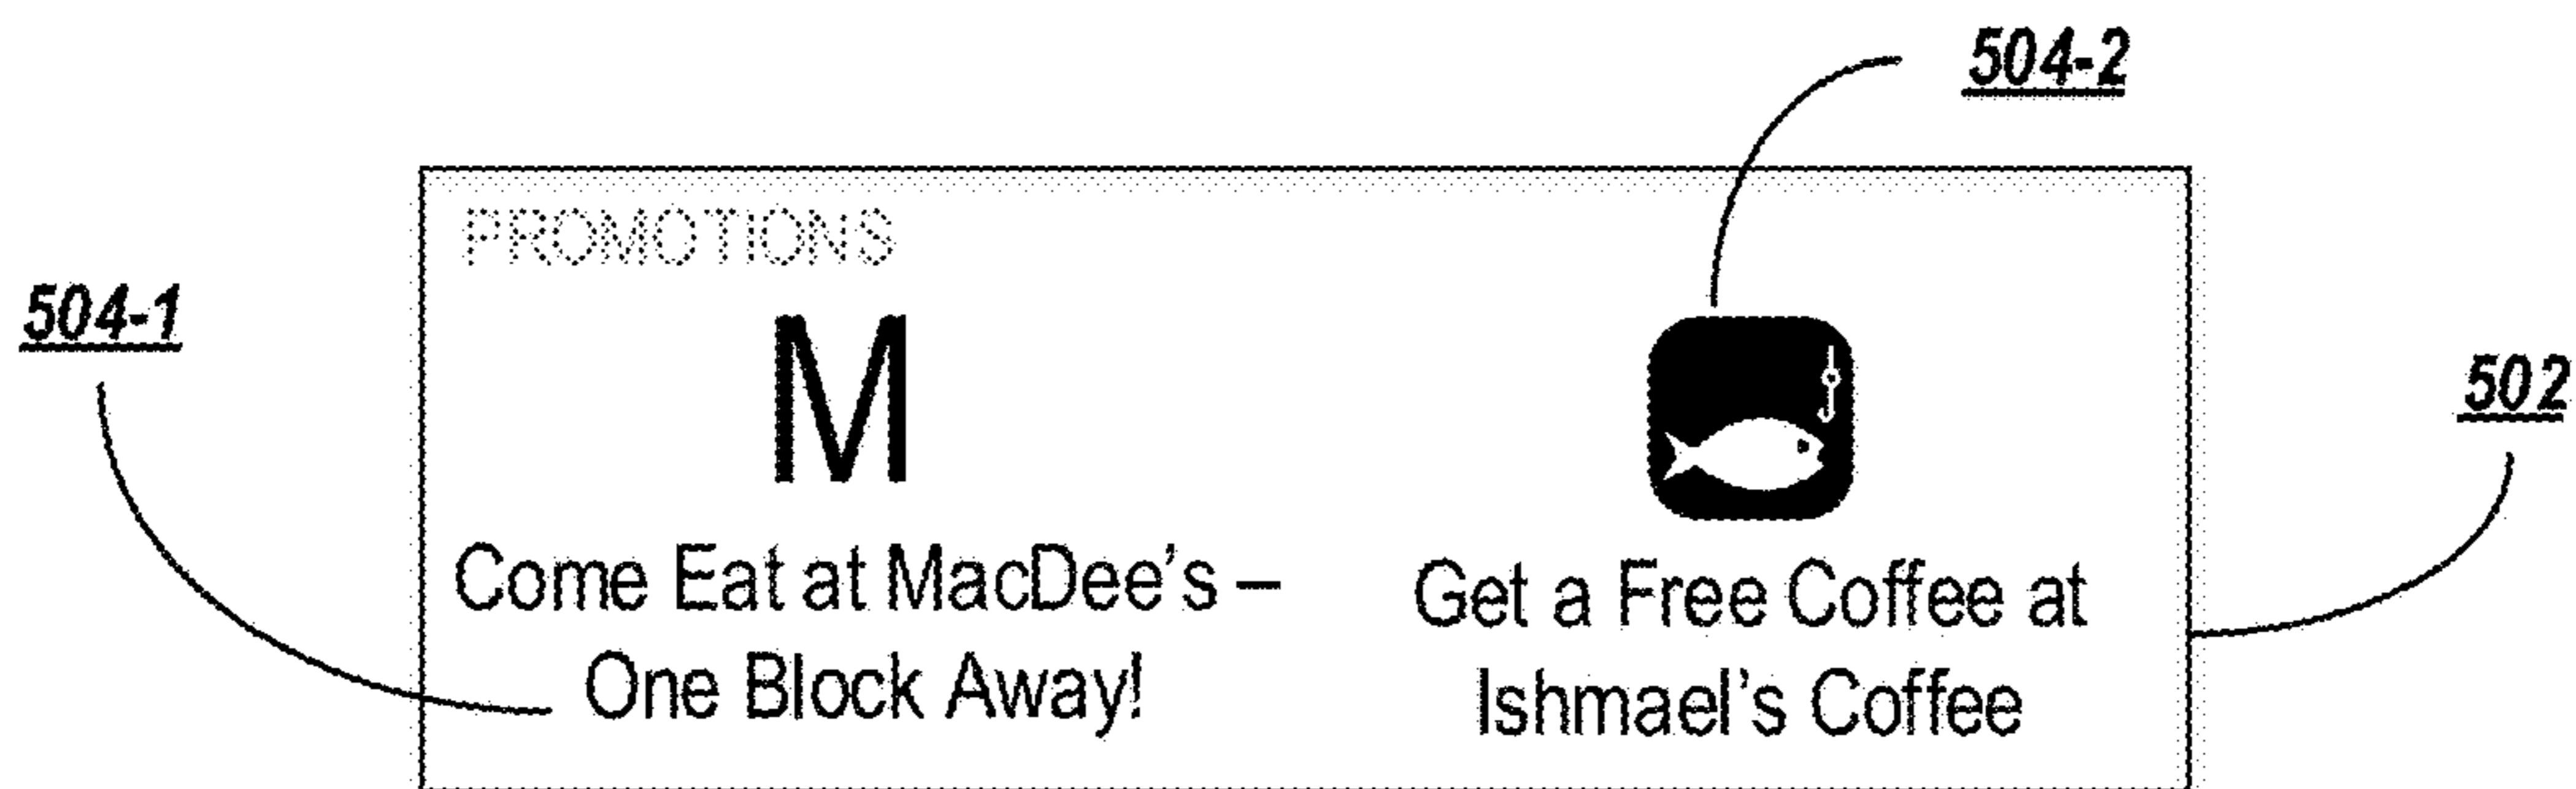 504-2
PROMOTIONS
504-1
M
502
Come Eat at MacDee's –
One Block Away!
Get a Free Coffee at
Ishmael's Coffee